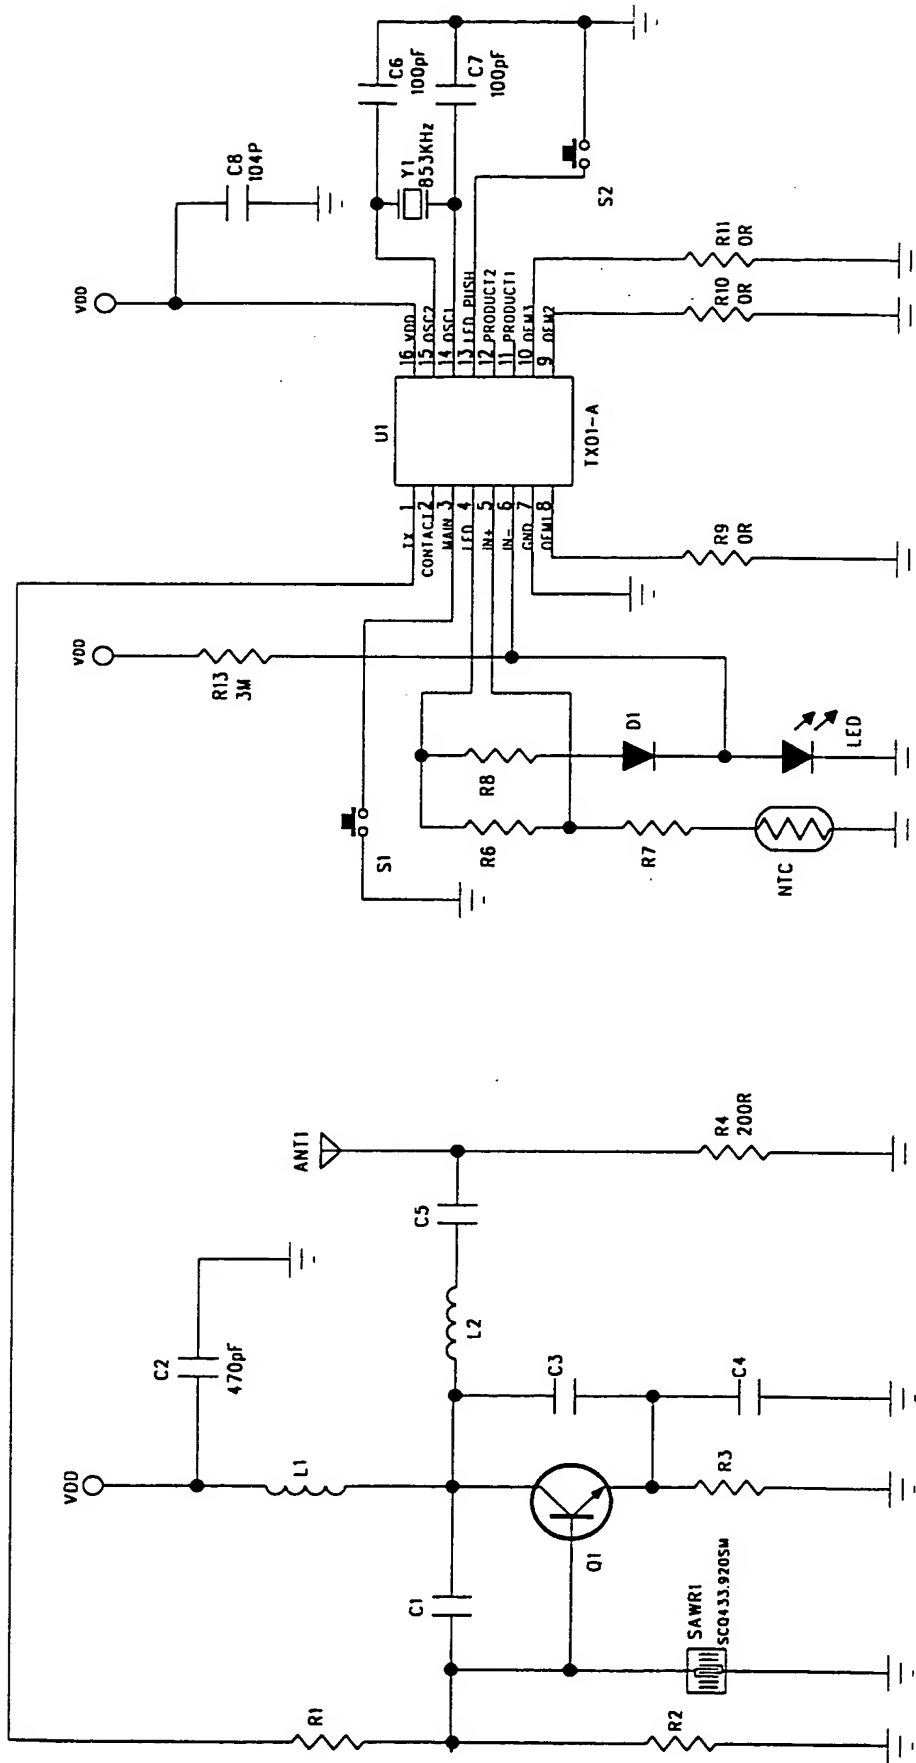 VDD
C8
104P
C6
100pF
C7
100pF
Y1
853KHz
S2
U1
TX01-A
16 VDD
15 OSC2
14 OSC1
13 LED PUSH
12 PRODUCT2
11 PRODUCT1
10 OEM3
9 OEM2
TX 1
CONTACT 2
MAIN 3
LED 4
IN+ 5
IN- 6
GND 7
OEM1 8
R11
0R
R10
0R
R9
0R
VDD
R13
3M
S1
R8
R6
D1
R7
LED
NTC
ANT1
C5
R4
200R
C2
470pF
L2
VDD
L1
C3
C4
C1
Q1
R3
SAWR1
SCQ433.920SM
R1
R2